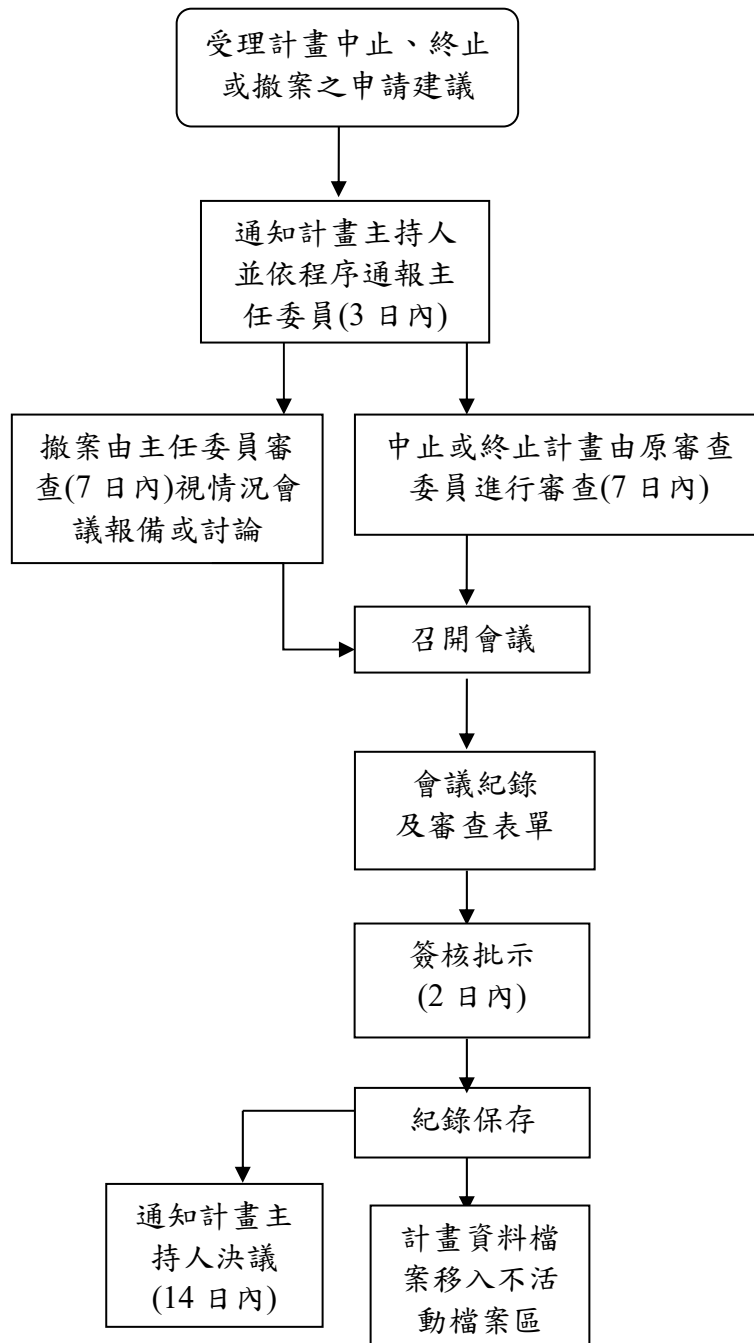 受理計畫中止、終止
或撤案之申請建議
通知計畫主持人
並依程序通報主
任委員(3 日內)
撤案由主任委員審
查(7 日內)視情況會
議報備或討論
中止或終止計畫由原審查
委員進行審查(7 日內)
召開會議
會議紀錄
及審查表單
簽核批示
(2 日內)
紀錄保存
通知計畫主
持人決議
(14 日內)
計畫資料檔
案移入不活
動檔案區